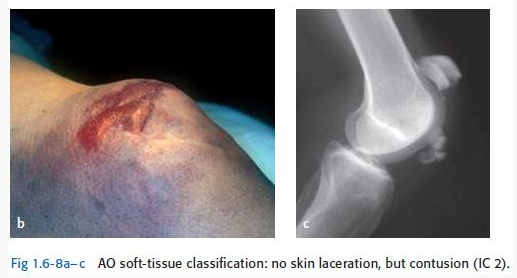 b
c
Fig 1.6-8a–c AO soft-tissue classification: no skin laceration, but contusion (IC 2).